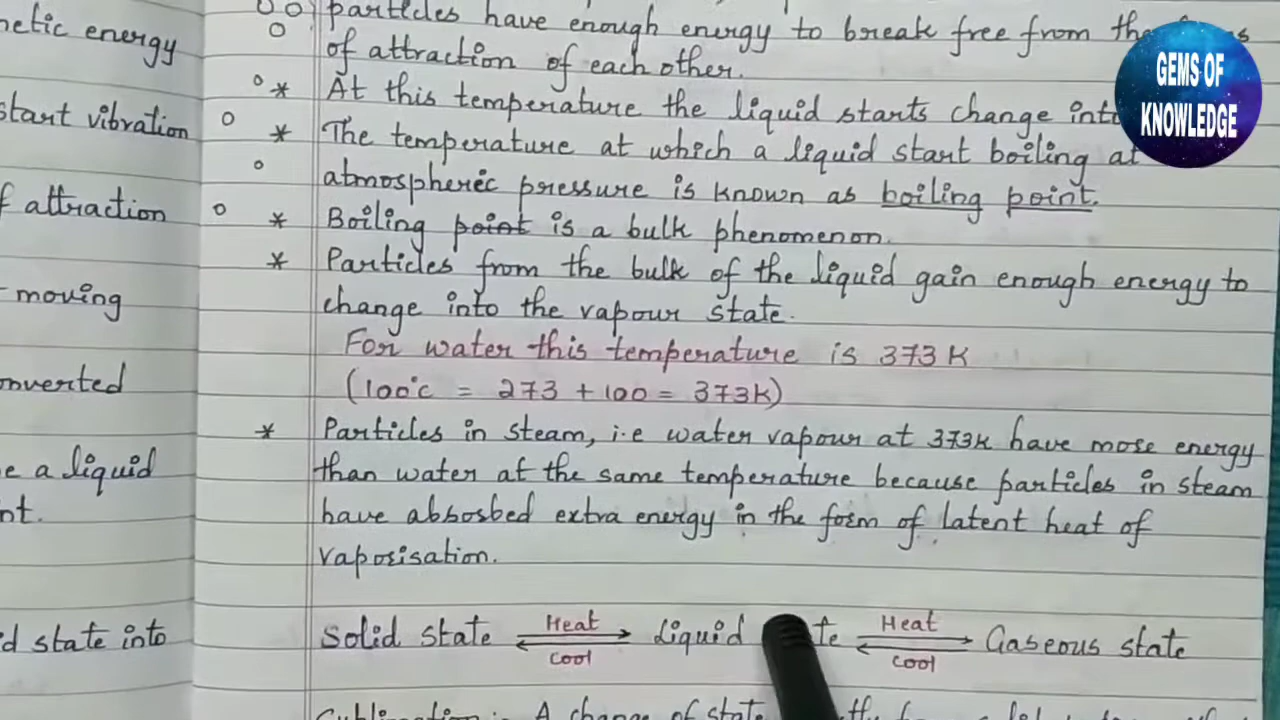 netic energy
start vibration
f attraction
moving
onverted
e a liquid
nt.
d state into
particles have enough energy to break free from
of attraction of each other.
* At this temperature the liquid starts change into
* The temperature at which a liquid start boiling at
atmospheric pressure is known as boiling point.
* Boiling point is a bulk phenomenon.
* Particles from the bulk of the liquid gain enough energy to
change into the vapour state.
For water this temperature is 373 K
(100°c = 273 + 100 = 373K)
* Particles in steam, i.e water vapour at 373K have more energy
than water at the same temperature because particles in steam
have absorbed extra energy in the form of latent heat of
vaporisation.
Heat Heat
Solid state Liquid Gaseous state
cool cool
A change of state
GEMS OF
KNOWLEDGE